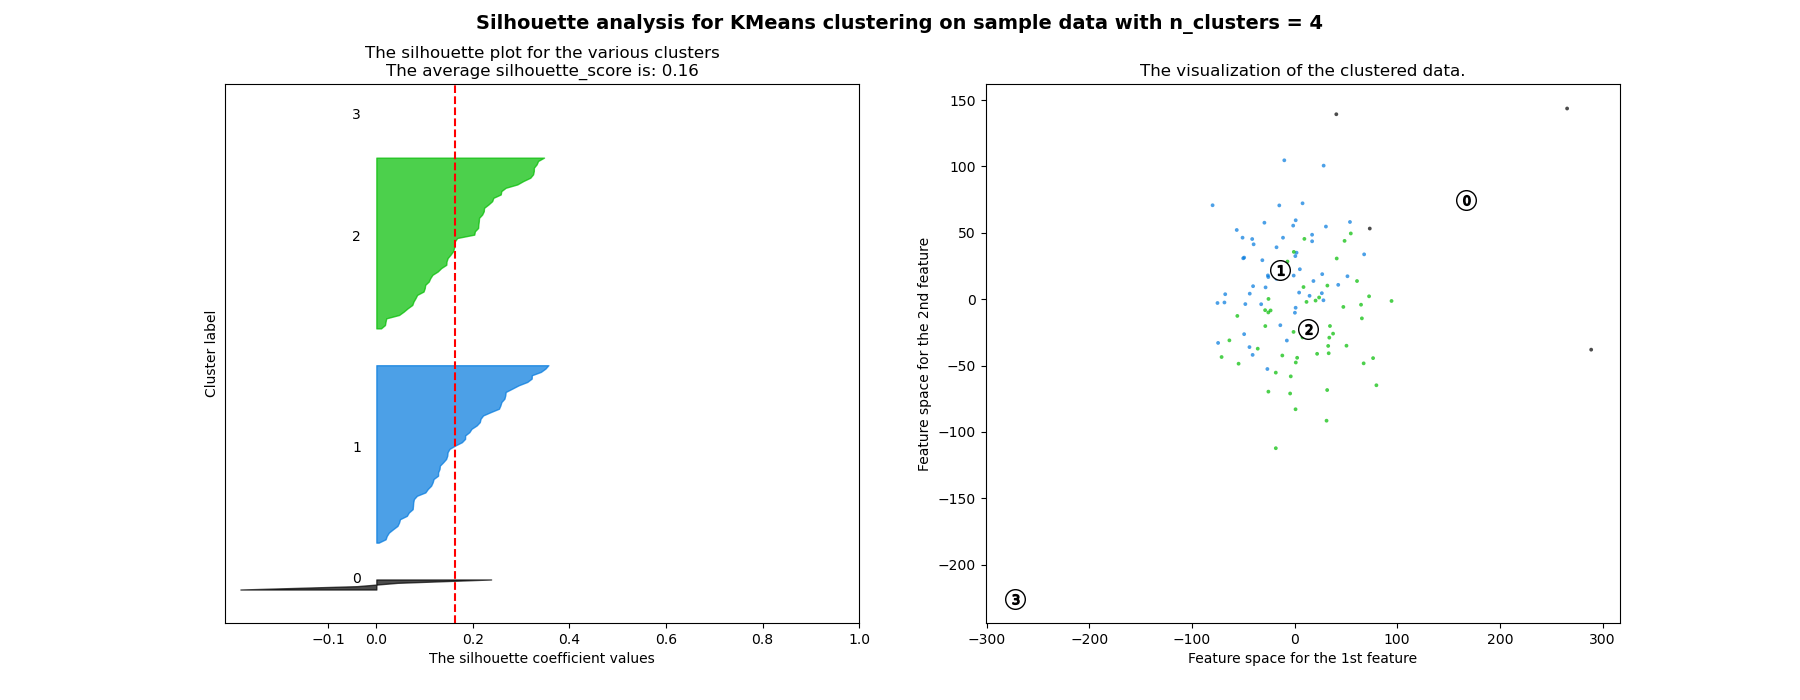 Silhouette analysis for KMeans clustering on sample data with n_clusters = 4
The silhouette plot for the various clusters
The average silhouette_score is: 0.16
3
2
1
0
Cluster label
−0.1 0.0 0.2 0.4 0.6 0.8 1.0
The silhouette coefficient values
The visualization of the clustered data.
150
100
50
0
−50
−100
−150
−200
Feature space for the 2nd feature
0
1
2
3
−300 −200 −100 0 100 200 300
Feature space for the 1st feature